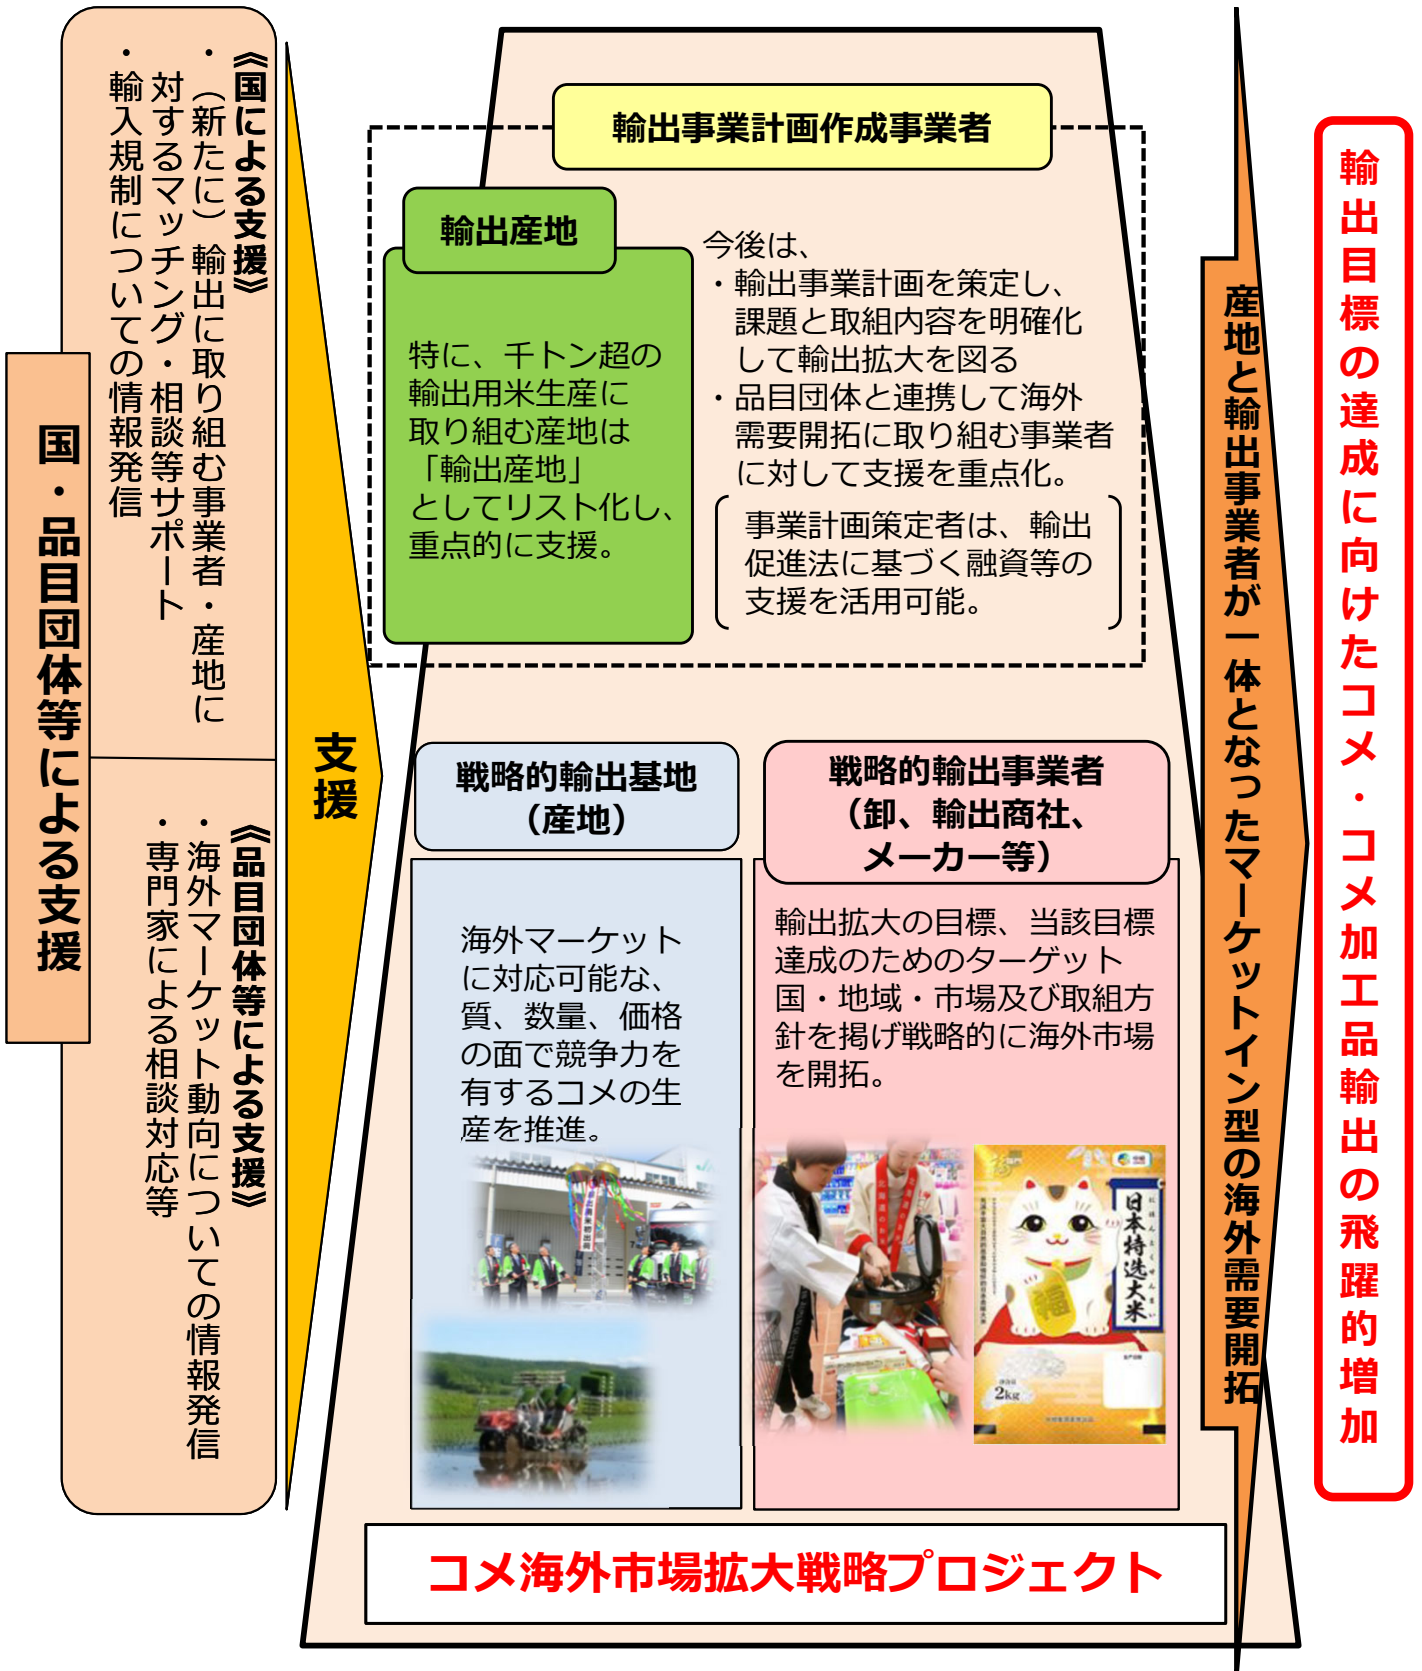 国・品目団体等による支援
《国による支援》
・（新たに）輸出に取り組む事業者・産地に
対するマッチング・相談等サポート
・輸入規制についての情報発信
《品目団体等による支援》
・海外マーケット動向についての情報発信
・専門家による相談対応等
支援
輸出事業計画作成事業者
輸出産地
特に、千トン超の
輸出用米生産に
取り組む産地は
「輸出産地」
としてリスト化し、
重点的に支援。
今後は、
・輸出事業計画を策定し、
課題と取組内容を明確化
して輸出拡大を図る
・品目団体と連携して海外
需要開拓に取り組む事業者
に対して支援を重点化。
事業計画策定者は、輸出
促進法に基づく融資等の
支援を活用可能。
戦略的輸出基地
（産地）
海外マーケット
に対応可能な、
質、数量、価格
の面で競争力を
有するコメの生
産を推進。
戦略的輸出事業者
（卸、輸出商社、
メーカー等）
輸出拡大の目標、当該目標
達成のためのターゲット
国・地域・市場及び取組方
針を掲げ戦略的に海外市場
を開拓。
日本特选大米
にほんとくせんまい
福
2kg
コメ海外市場拡大戦略プロジェクト
産地と輸出事業者が一体となったマーケットイン型の海外需要開拓
輸出目標の達成に向けたコメ・コメ加工品輸出の飛躍的増加